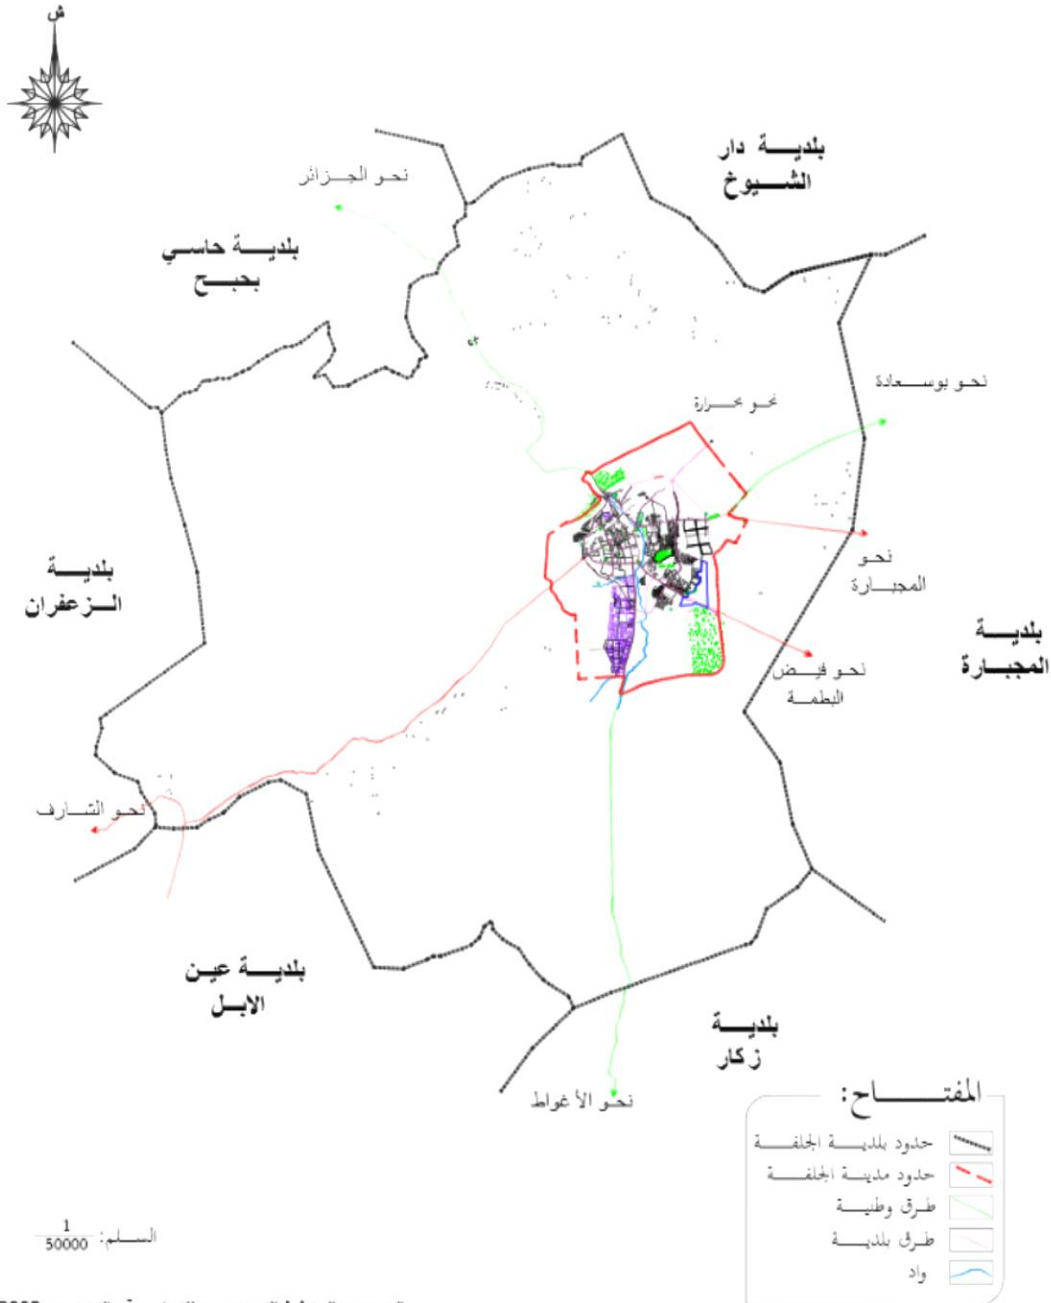 ش
بلدية دار
الشيوخ
نحو الجزائر
بلدية حاسي
بحبح
نحو بوسعادة
نحو تحرارة
نحو
المجبارة
بلدية
الزعفران
بلدية
المجبارة
نحو فيض
البطمة
نحو الشارف
بلدية عين
الابل
بلدية
زكار
نحو الأغواط
المفتاح:
حدود بلدية الجلفة
حدود مدينة الجلفة
طرق وطنية
طرق بلدية
واد
السلم: 1/50000